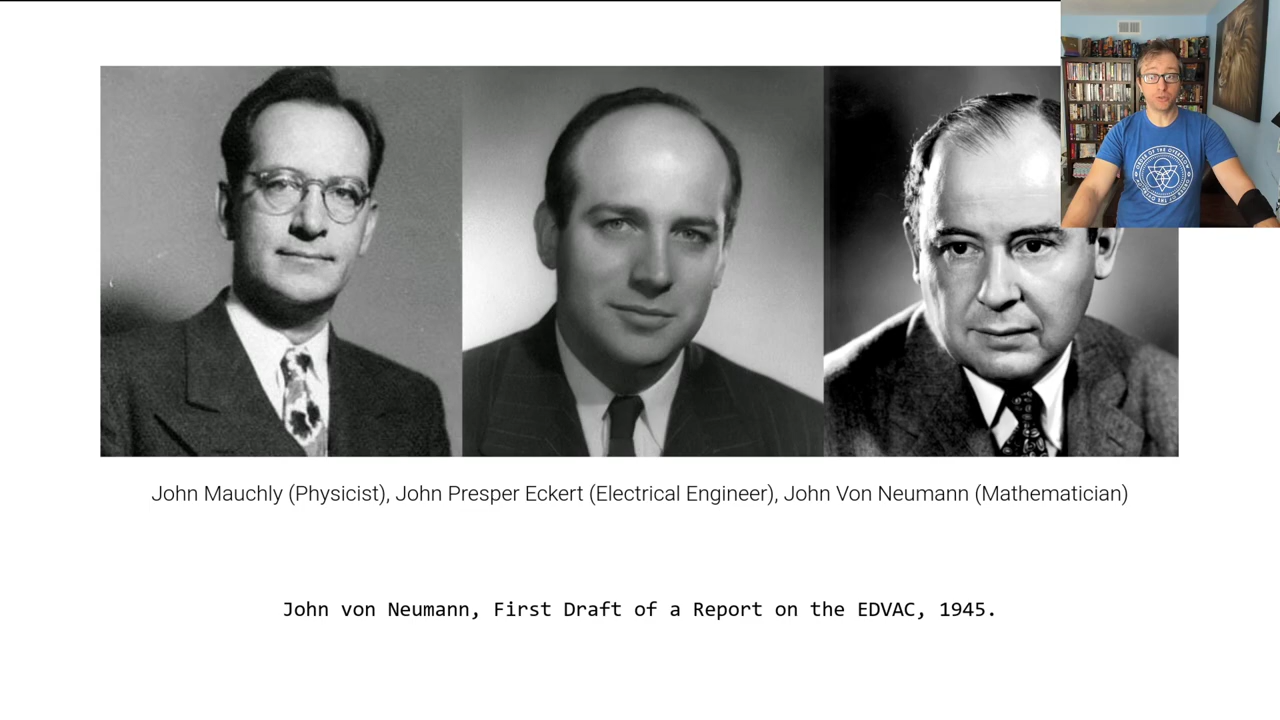 John Mauchly (Physicist), John Presper Eckert (Electrical Engineer), John Von Neumann (Mathematician)
John von Neumann, First Draft of a Report on the EDVAC, 1945.